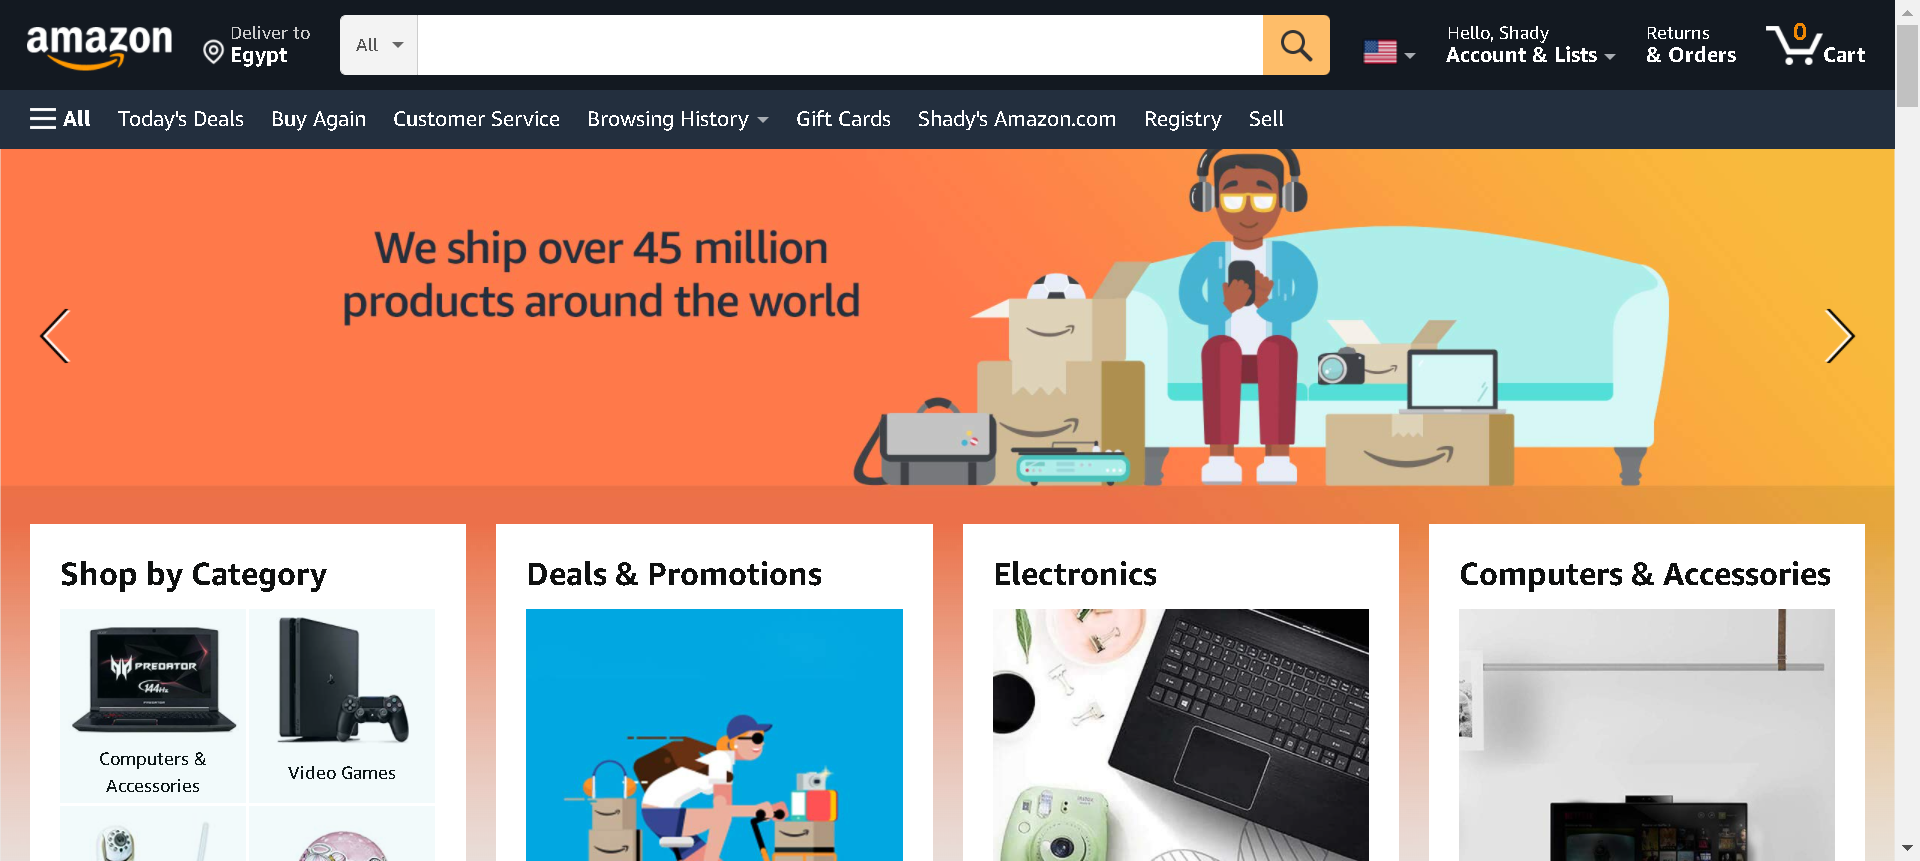 amazon
Deliver to
Egypt
All
Hello, Shady
Account & Lists
Returns
& Orders
0
Cart
All
Today's Deals
Buy Again
Customer Service
Browsing History
Gift Cards
Shady's Amazon.com
Registry
Sell
We ship over 45 million
products around the world
Shop by Category
Deals & Promotions
Electronics
Computers & Accessories
PREDATOR
144Hz
Computers &
Accessories
Video Games